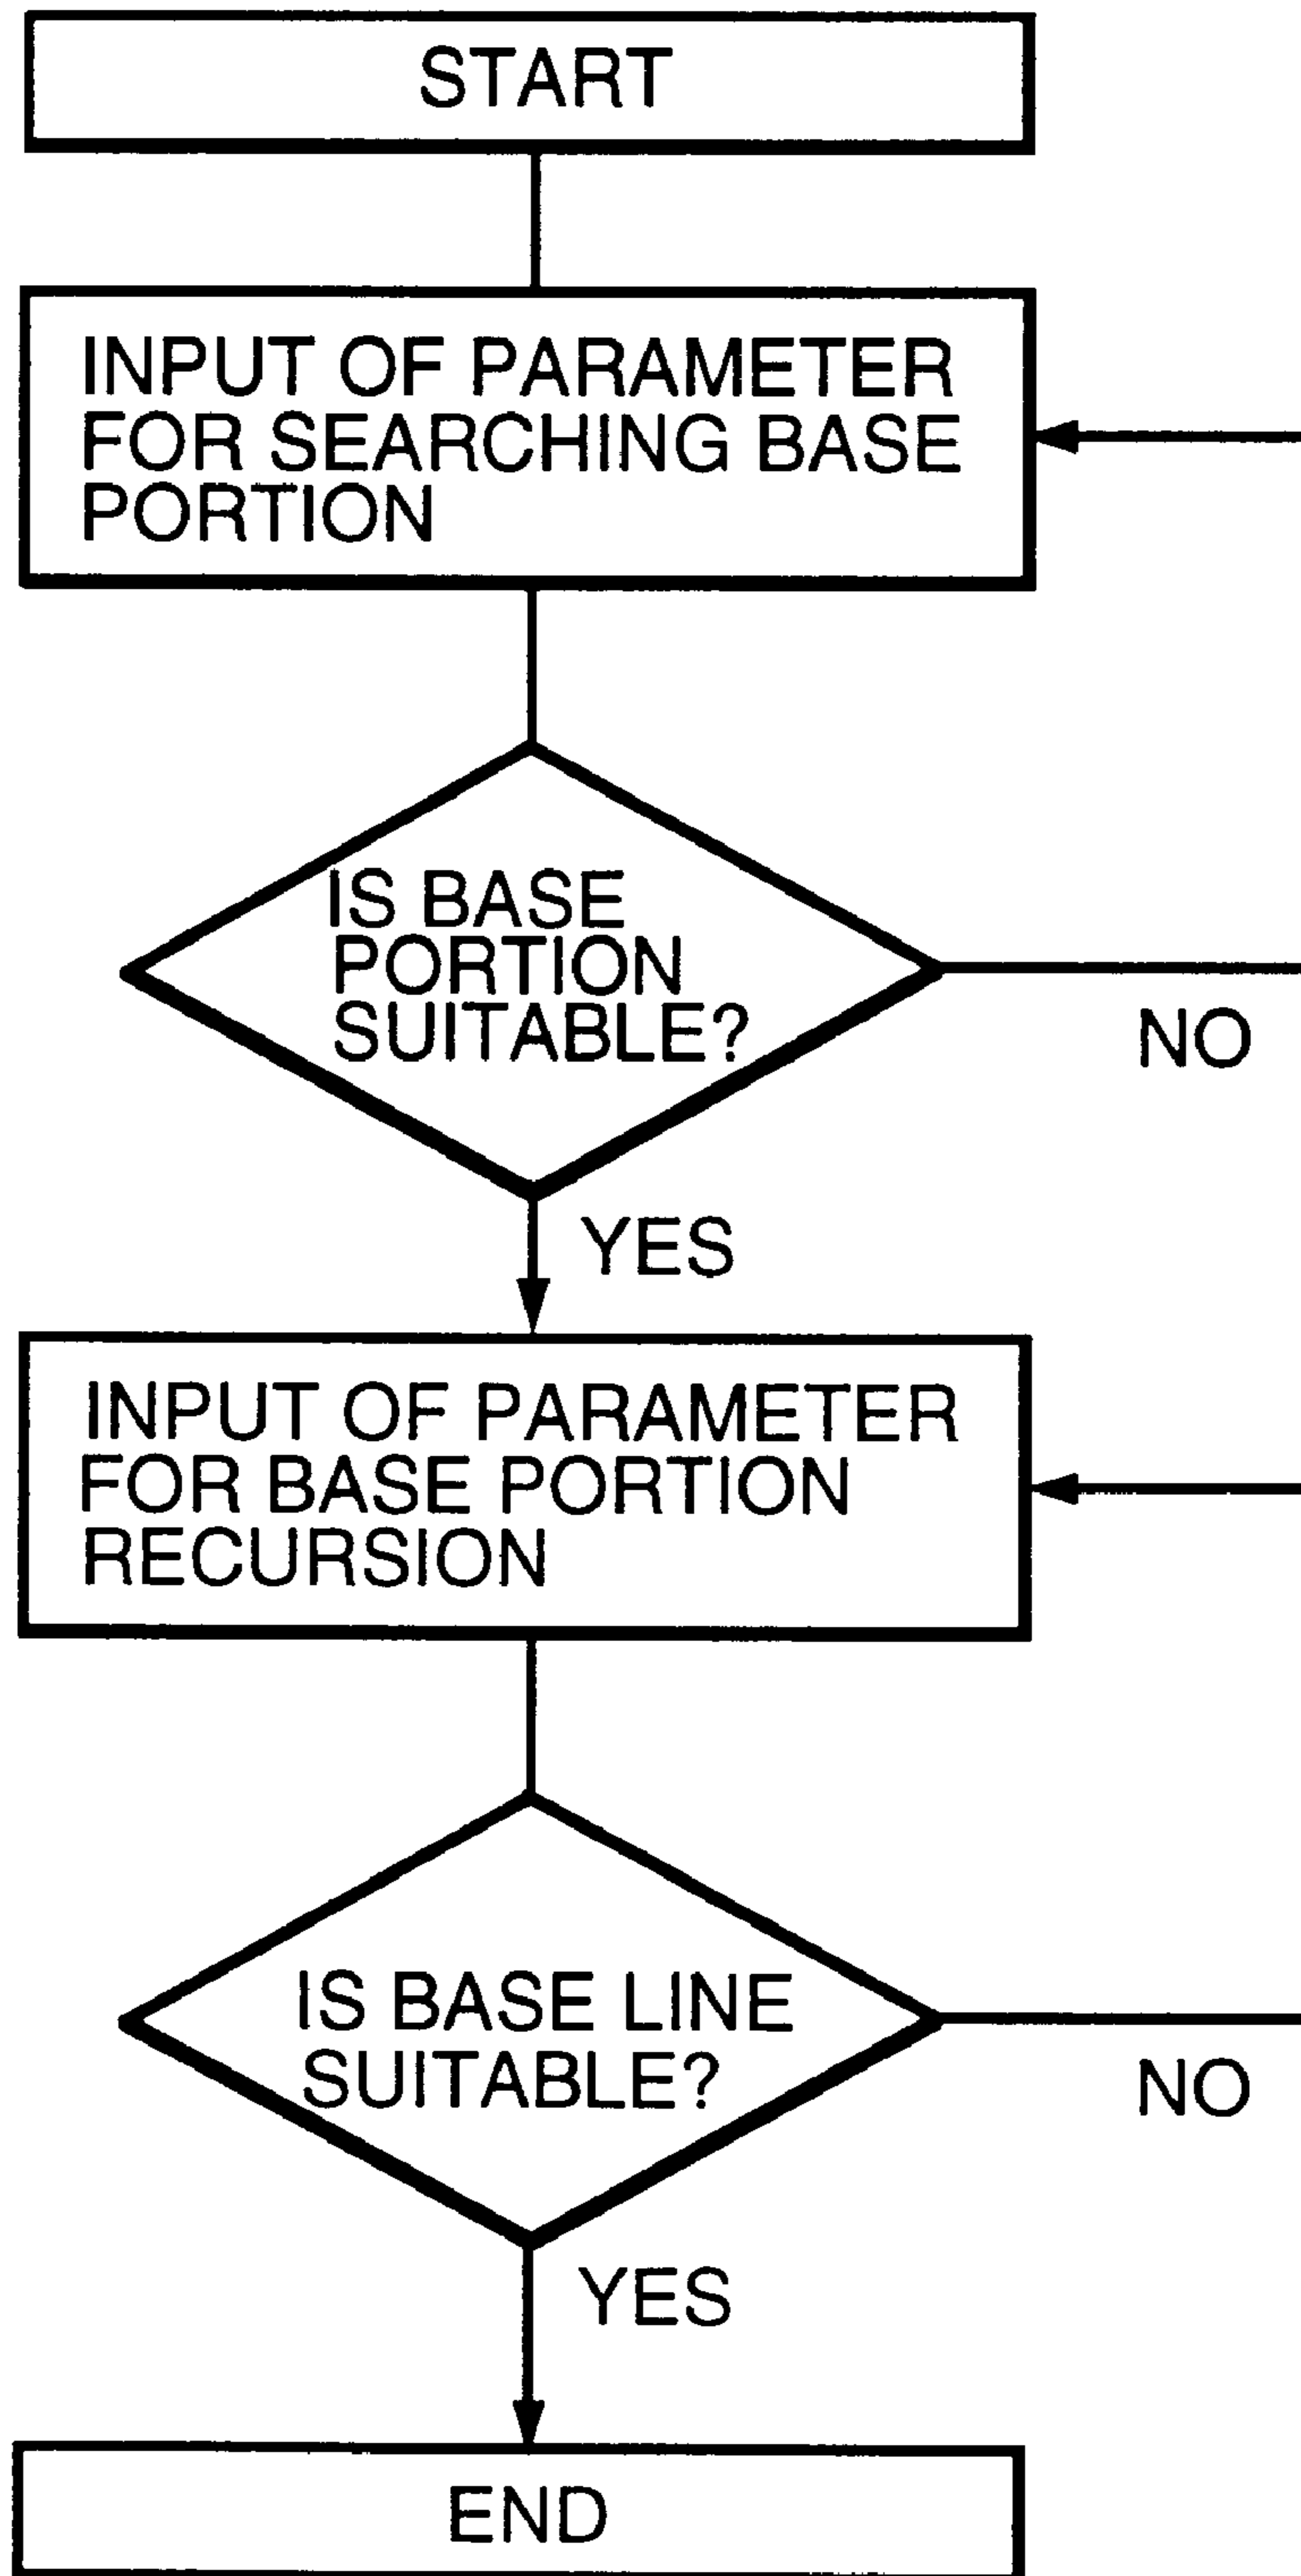 START
INPUT OF PARAMETER
FOR SEARCHING BASE
PORTION
IS BASE
PORTION
SUITABLE?
NO
YES
INPUT OF PARAMETER
FOR BASE PORTION
RECURSION
IS BASE LINE
SUITABLE?
NO
YES
END